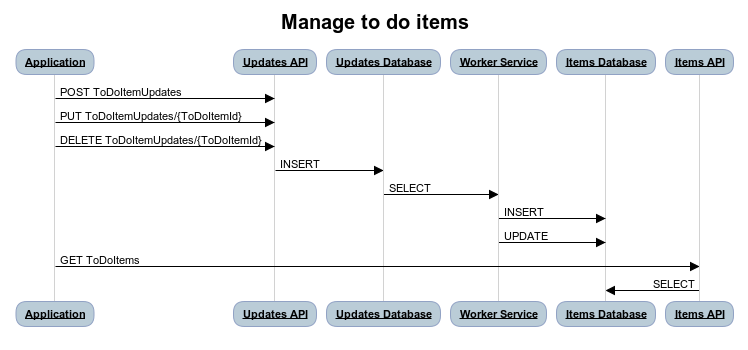 Manage to do items
Application Updates API Updates Database Worker Service Items Database Items API
POST ToDoItemUpdates
PUT ToDoItemUpdates/{ToDoItemId}
DELETE ToDoItemUpdates/{ToDoItemId}
INSERT
SELECT
INSERT
UPDATE
GET ToDoItems
SELECT
Application Updates API Updates Database Worker Service Items Database Items API